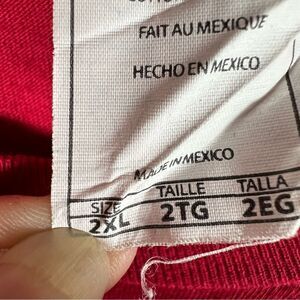 FAIT AU MEXIQUE
HECHO EN MEXICO
MADE IN MEXICO
SIZE TAILLE TALLA
2XL 2TG 2EG